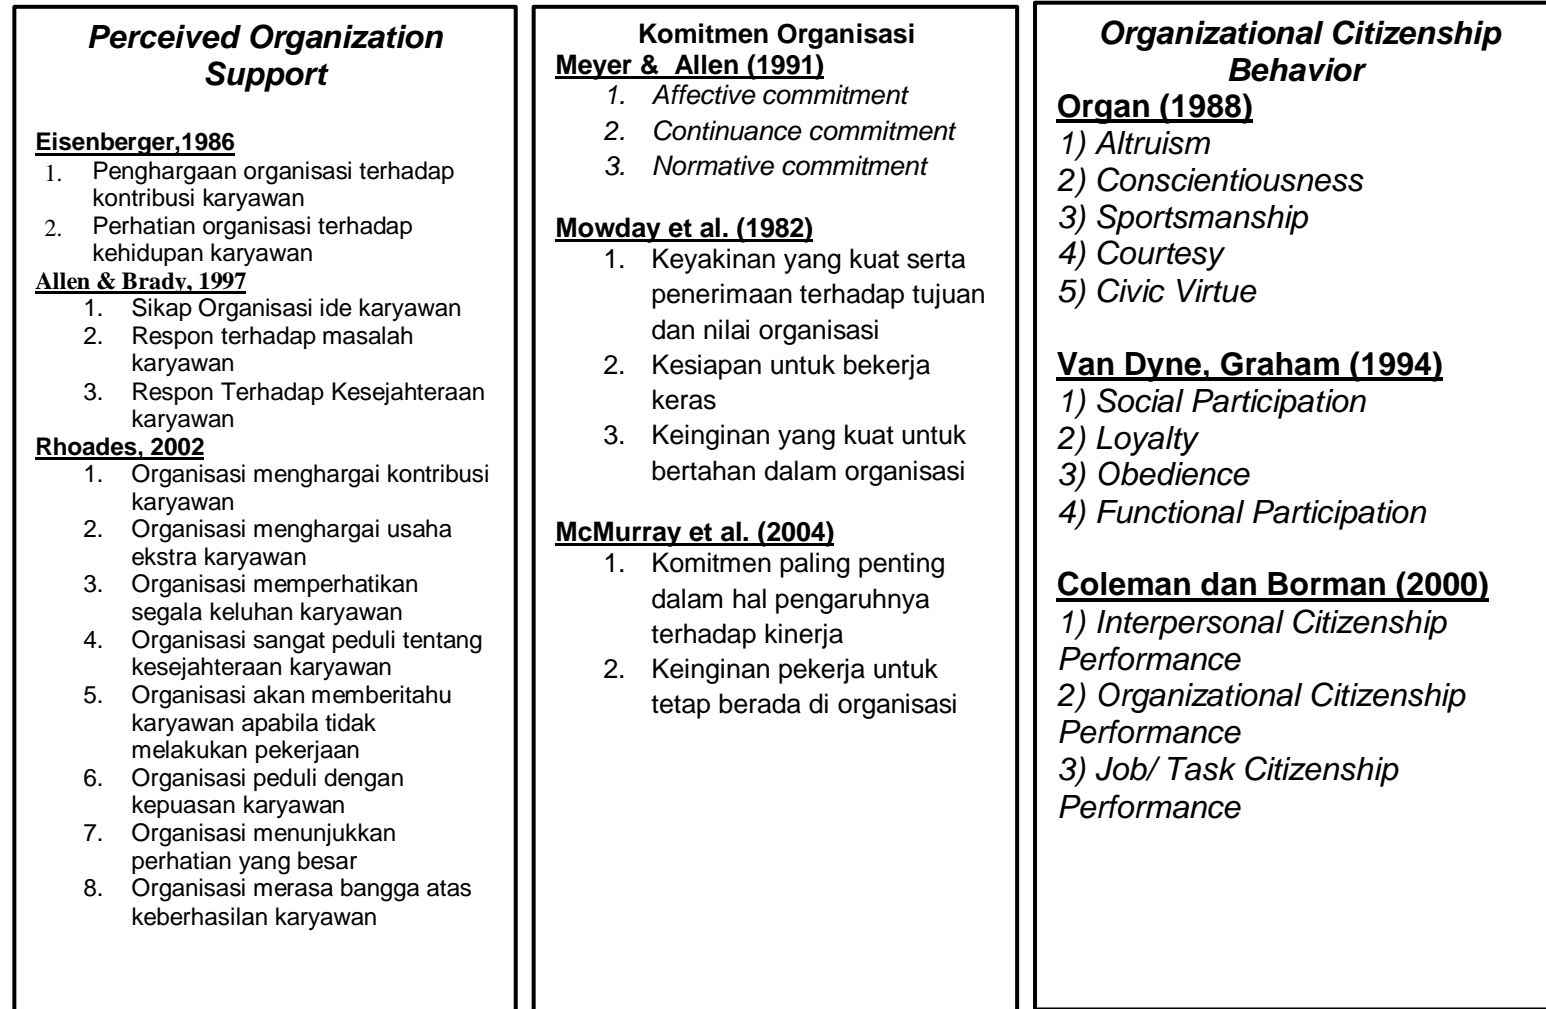 Perceived Organization
Support
Eisenberger,1986
1. Penghargaan organisasi terhadap
kontribusi karyawan
2. Perhatian organisasi terhadap
kehidupan karyawan
Allen & Brady, 1997
1. Sikap Organisasi ide karyawan
2. Respon terhadap masalah
karyawan
3. Respon Terhadap Kesejahteraan
karyawan
Rhoades, 2002
1. Organisasi menghargai kontribusi
karyawan
2. Organisasi menghargai usaha
ekstra karyawan
3. Organisasi memperhatikan
segala keluhan karyawan
4. Organisasi sangat peduli tentang
kesejahteraan karyawan
5. Organisasi akan memberitahu
karyawan apabila tidak
melakukan pekerjaan
6. Organisasi peduli dengan
kepuasan karyawan
7. Organisasi menunjukkan
perhatian yang besar
8. Organisasi merasa bangga atas
keberhasilan karyawan
Komitmen Organisasi
Meyer & Allen (1991)
1. Affective commitment
2. Continuance commitment
3. Normative commitment
Mowday et al. (1982)
1. Keyakinan yang kuat serta
penerimaan terhadap tujuan
dan nilai organisasi
2. Kesiapan untuk bekerja
keras
3. Keinginan yang kuat untuk
bertahan dalam organisasi
McMurray et al. (2004)
1. Komitmen paling penting
dalam hal pengaruhnya
terhadap kinerja
2. Keinginan pekerja untuk
tetap berada di organisasi
Organizational Citizenship
Behavior
Organ (1988)
1) Altruism
2) Conscientiousness
3) Sportsmanship
4) Courtesy
5) Civic Virtue
Van Dyne, Graham (1994)
1) Social Participation
2) Loyalty
3) Obedience
4) Functional Participation
Coleman dan Borman (2000)
1) Interpersonal Citizenship
Performance
2) Organizational Citizenship
Performance
3) Job/ Task Citizenship
Performance